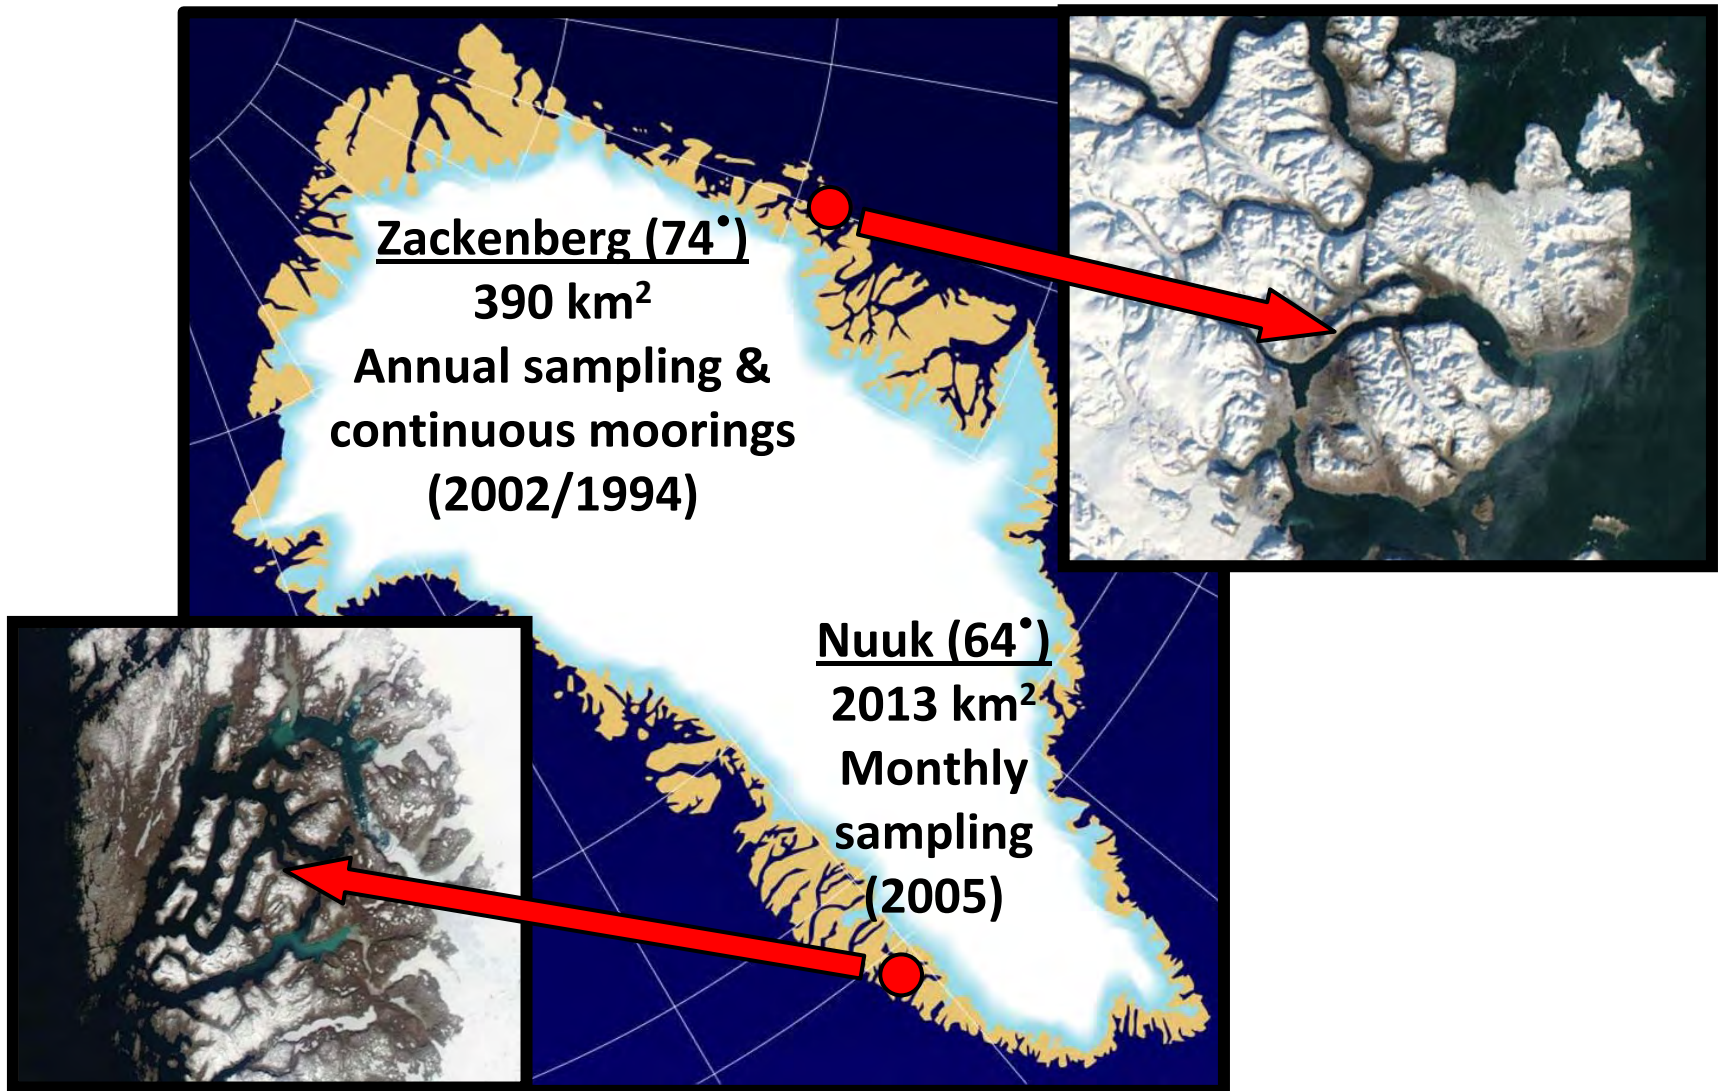 Zackenberg (74˚)
390 km²
Annual sampling &
continuous moorings
(2002/1994)
Nuuk (64˚)
2013 km²
Monthly
sampling
(2005)